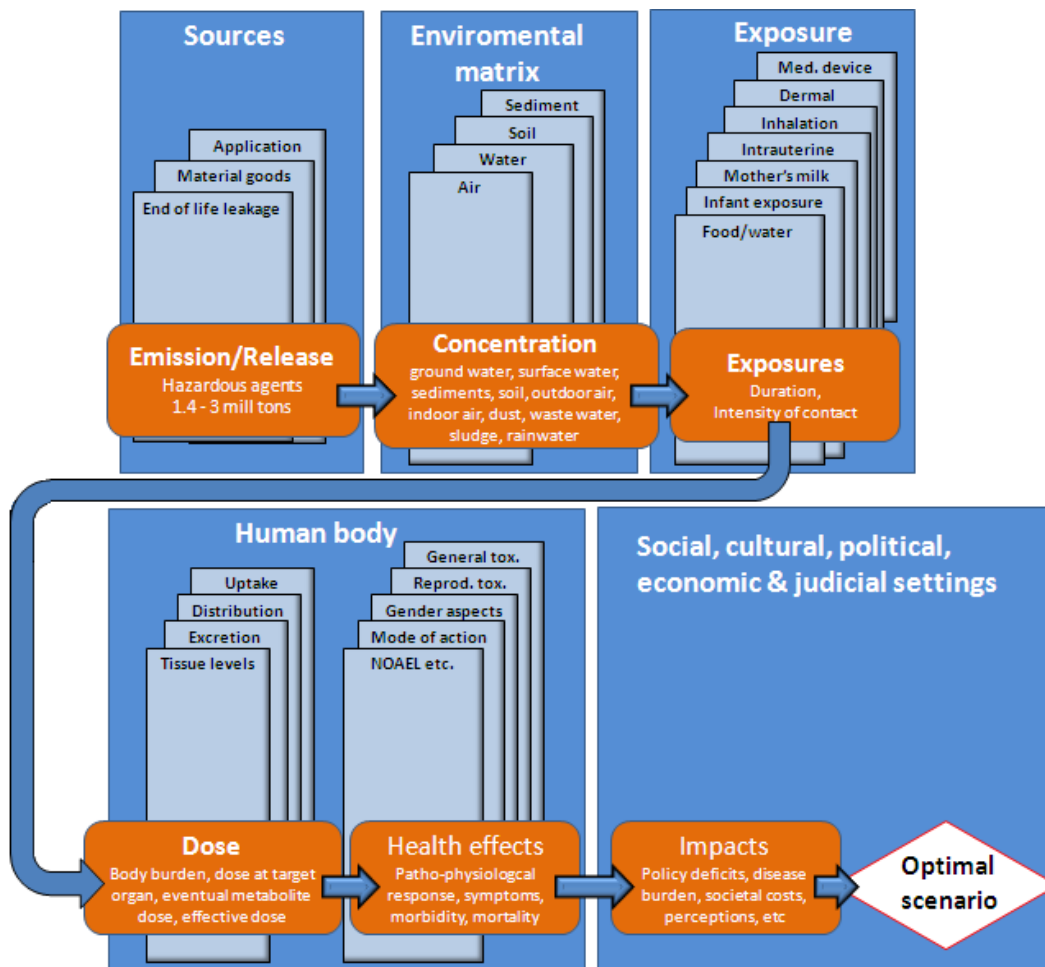 Sources
Application
Material goods
End of life leakage
Emission/Release
Hazardous agents
1.4 - 3 mill tons
Enviromental
matrix
Sediment
Soil
Water
Air
Concentration
ground water, surface water,
sediments, soil, outdoor air,
indoor air, dust, waste water,
sludge, rainwater
Exposure
Med. device
Dermal
Inhalation
Intrauterine
Mother's milk
Infant exposure
Food/water
Exposures
Duration,
Intensity of contact
Human body
Uptake
Distribution
Excretion
Tissue levels
General tox.
Reprod. tox.
Gender aspects
Mode of action
NOAEL etc.
Dose
Body burden, dose at target
organ, eventual metabolite
dose, effective dose
Health effects
Patho-physiologcal
response, symptoms,
morbidity, mortality
Social, cultural, political,
economic & judicial settings
Impacts
Policy deficits, disease
burden, societal costs,
perceptions, etc
Optimal
scenario